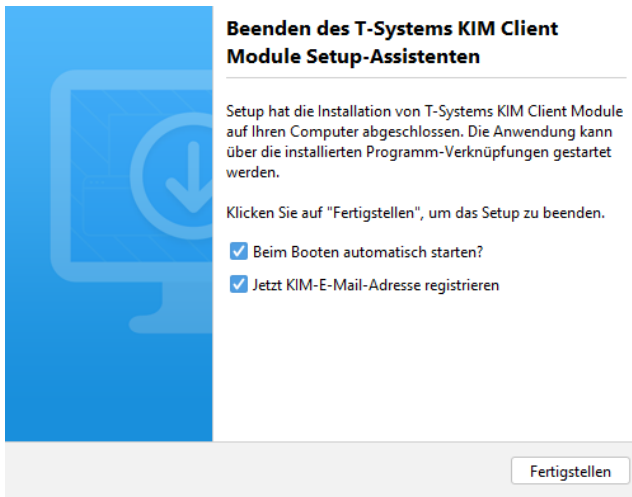 Beenden des T-Systems KIM Client
Module Setup-Assistenten
Setup hat die Installation von T-Systems KIM Client Module
auf Ihren Computer abgeschlossen. Die Anwendung kann
über die installierten Programm-Verknüpfungen gestartet
werden.
Klicken Sie auf "Fertigstellen", um das Setup zu beenden.
Beim Booten automatisch starten?
Jetzt KIM-E-Mail-Adresse registrieren
Fertigstellen